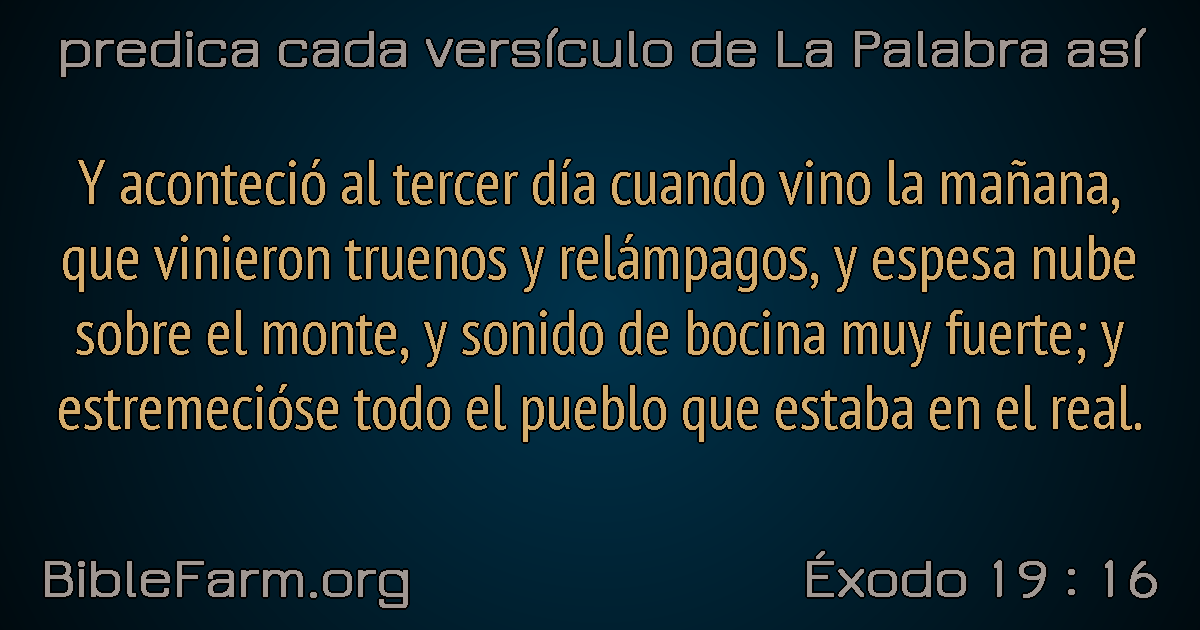 predica cada versículo de La Palabra así
Y aconteció al tercer día cuando vino la mañana,
que vinieron truenos y relámpagos, y espesa nube
sobre el monte, y sonido de bocina muy fuerte; y
estremecióse todo el pueblo que estaba en el real.
BibleFarm.org
Éxodo 19 : 16